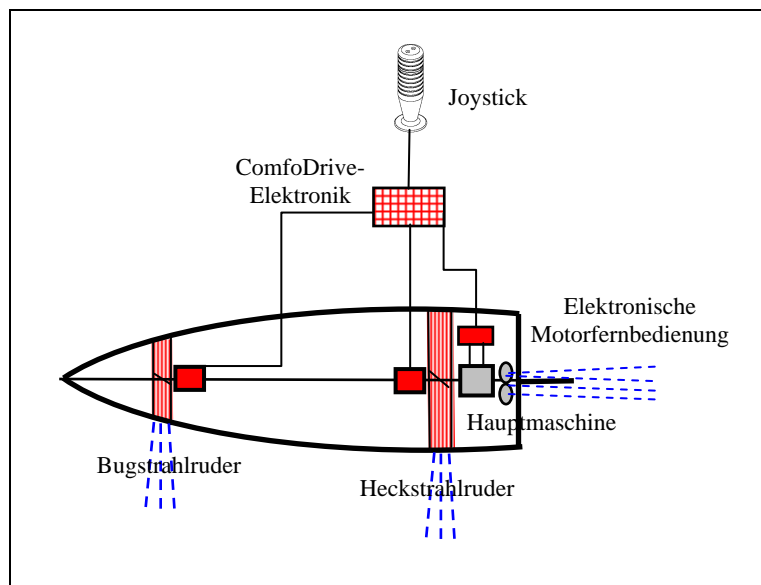 Joystick
ComfoDrive-
Elektronik
Elektronische
Motorfernbedienung
Hauptmaschine
Bugstrahlruder
Heckstrahlruder